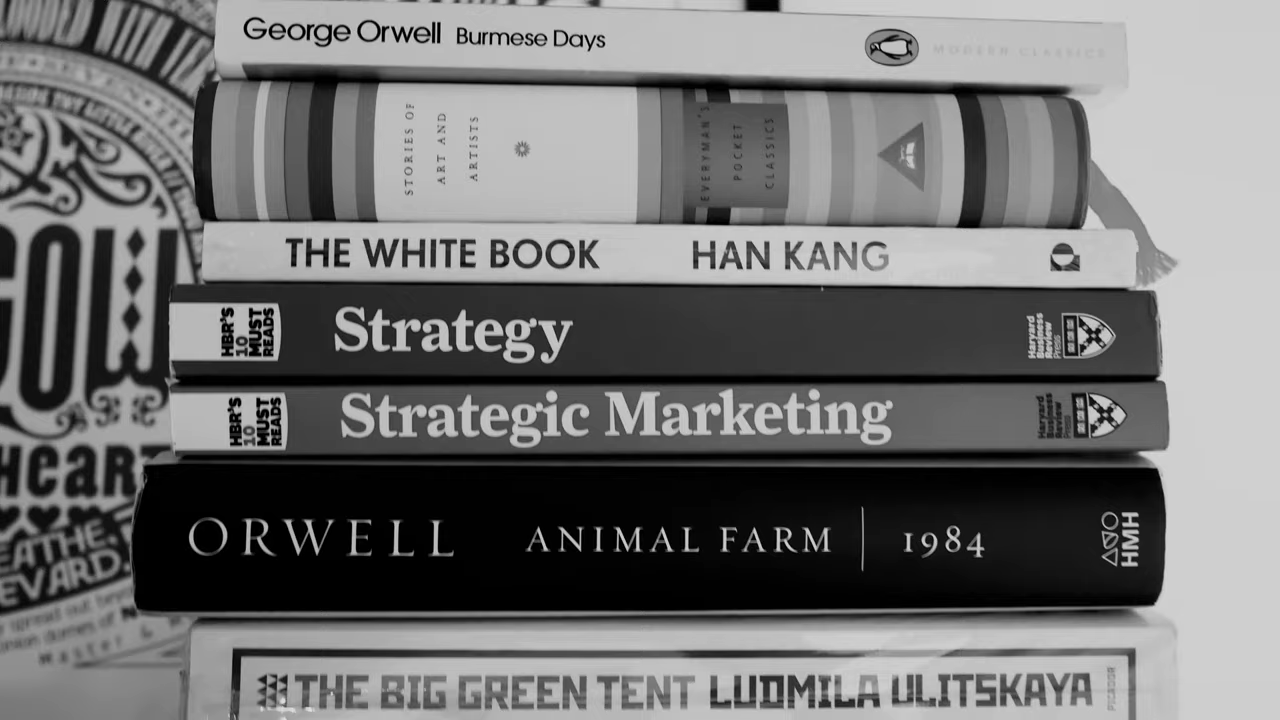 George Orwell Burmese Days
MODERN CLASSICS
STORIES OF
ART AND
ARTISTS
EVERYMAN'S
POCKET
CLASSICS
THE WHITE BOOK HAN KANG
HBR'S
10
MUST
READS
Strategy
Harvard
Business
Review
Press
HBR'S
10
MUST
READS
Strategic Marketing
Harvard
Business
Review
Press
ORWELL ANIMAL FARM 1984
HMH
THE BIG GREEN TENT LUDMILA ULITSKAYA
PICADOR
HEART